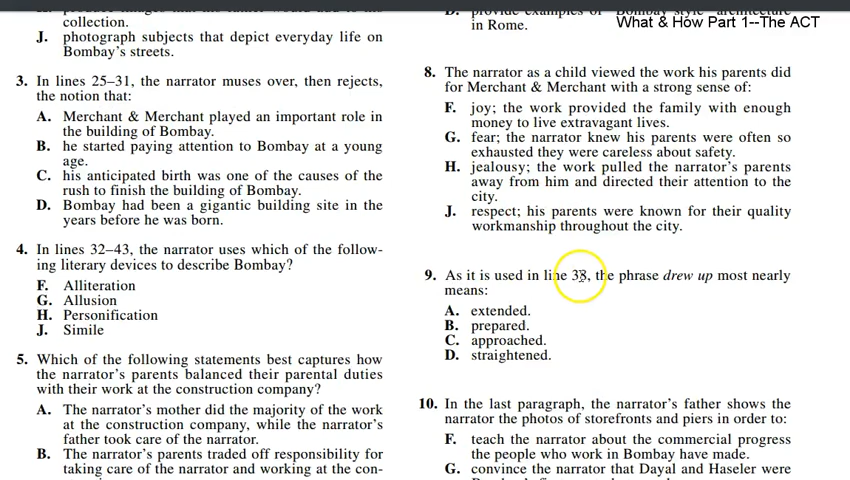 collection.
J. photograph subjects that depict everyday life on
Bombay's streets.
3. In lines 25–31, the narrator muses over, then rejects,
the notion that:
A. Merchant & Merchant played an important role in
the building of Bombay.
B. he started paying attention to Bombay at a young
age.
C. his anticipated birth was one of the causes of the
rush to finish the building of Bombay.
D. Bombay had been a gigantic building site in the
years before he was born.
4. In lines 32–43, the narrator uses which of the follow-
ing literary devices to describe Bombay?
F. Alliteration
G. Allusion
H. Personification
J. Simile
5. Which of the following statements best captures how
the narrator's parents balanced their parental duties
with their work at the construction company?
A. The narrator's mother did the majority of the work
at the construction company, while the narrator's
father took care of the narrator.
B. The narrator's parents traded off responsibility for
taking care of the narrator and working at the con-
in Rome.
What & How Part 1--The ACT
8. The narrator as a child viewed the work his parents did
for Merchant & Merchant with a strong sense of:
F. joy; the work provided the family with enough
money to live extravagant lives.
G. fear; the narrator knew his parents were often so
exhausted they were careless about safety.
H. jealousy; the work pulled the narrator's parents
away from him and directed their attention to the
city.
J. respect; his parents were known for their quality
workmanship throughout the city.
9. As it is used in line 33, the phrase drew up most nearly
means:
A. extended.
B. prepared.
C. approached.
D. straightened.
10. In the last paragraph, the narrator's father shows the
narrator the photos of storefronts and piers in order to:
F. teach the narrator about the commercial progress
the people who work in Bombay have made.
G. convince the narrator that Dayal and Haseler were